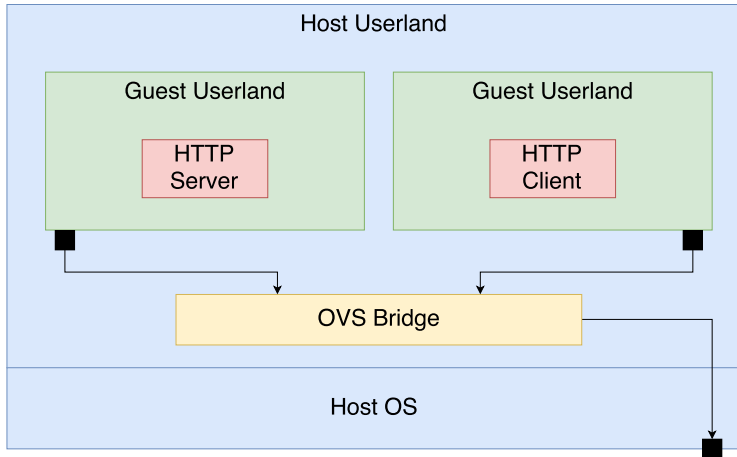 Host Userland
Guest Userland
HTTP
Server
Guest Userland
HTTP
Client
OVS Bridge
Host OS